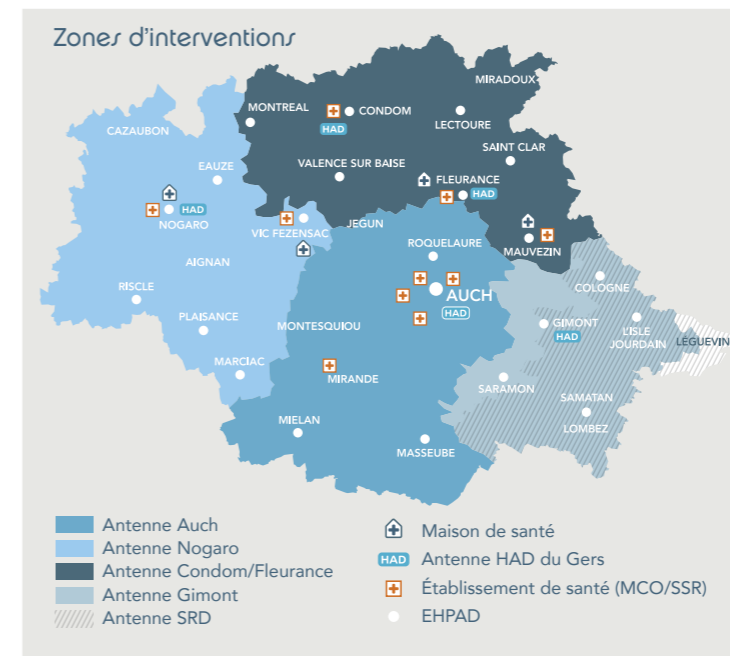 Zones d'interventions
MIRADOUX
MONTREAL
CONDOM
HAD
LECTOURE
CAZAUBON
SAINT CLAR
VALENCE SUR BAISE
EAUZE
FLEURANCE
HAD
HAD
NOGARO
VIC FEZENSAC
JEGUN
MAUVEZIN
ROQUELAURE
AIGNAN
COLOGNE
RISCLE
AUCH
HAD
PLAISANCE
MONTESQUIOU
GIMONT
HAD
L'ISLE
JOURDAIN
LÉGUEVIN
MARCIAC
MIRANDE
SARAMON
SAMATAN
LOMBEZ
MIELAN
MASSEUBE
Antenne Auch
Antenne Nogaro
Antenne Condom/Fleurance
Antenne Gimont
Antenne SRD
Maison de santé
HAD Antenne HAD du Gers
Établissement de santé (MCO/SSR)
EHPAD